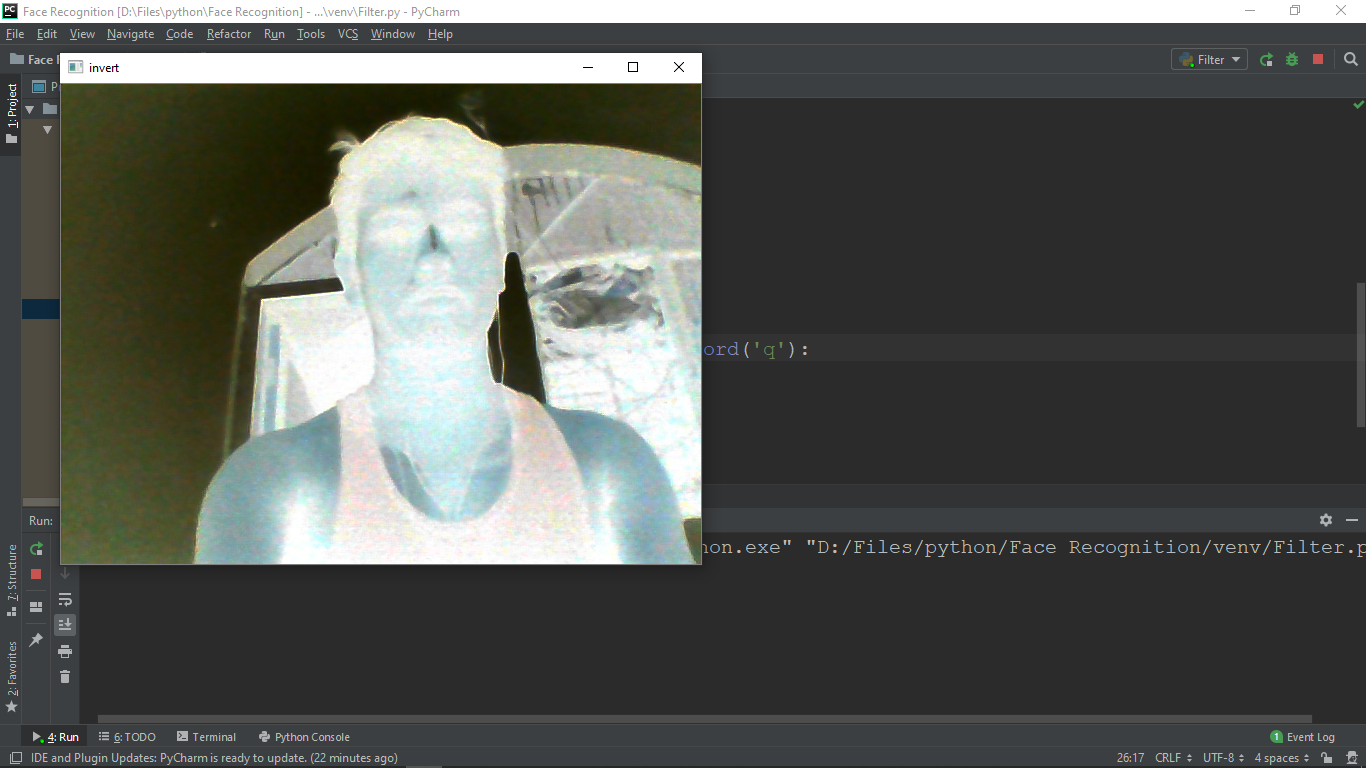 PC Face Recognition [D:\Files\python\Face Recognition] - ...\venv\Filter.py - PyCharm
File Edit View Navigate Code Refactor Run Tools VCS Window Help
Face
Filter
invert
1: Project
ord('q'):
Run:
non.exe" "D:/Files/python/Face Recognition/venv/Filter.p
7: Structure
2: Favorites
4: Run 6: TODO Terminal Python Console
1 Event Log
IDE and Plugin Updates: PyCharm is ready to update. (22 minutes ago)
26:17 CRLF UTF-8 4 spaces